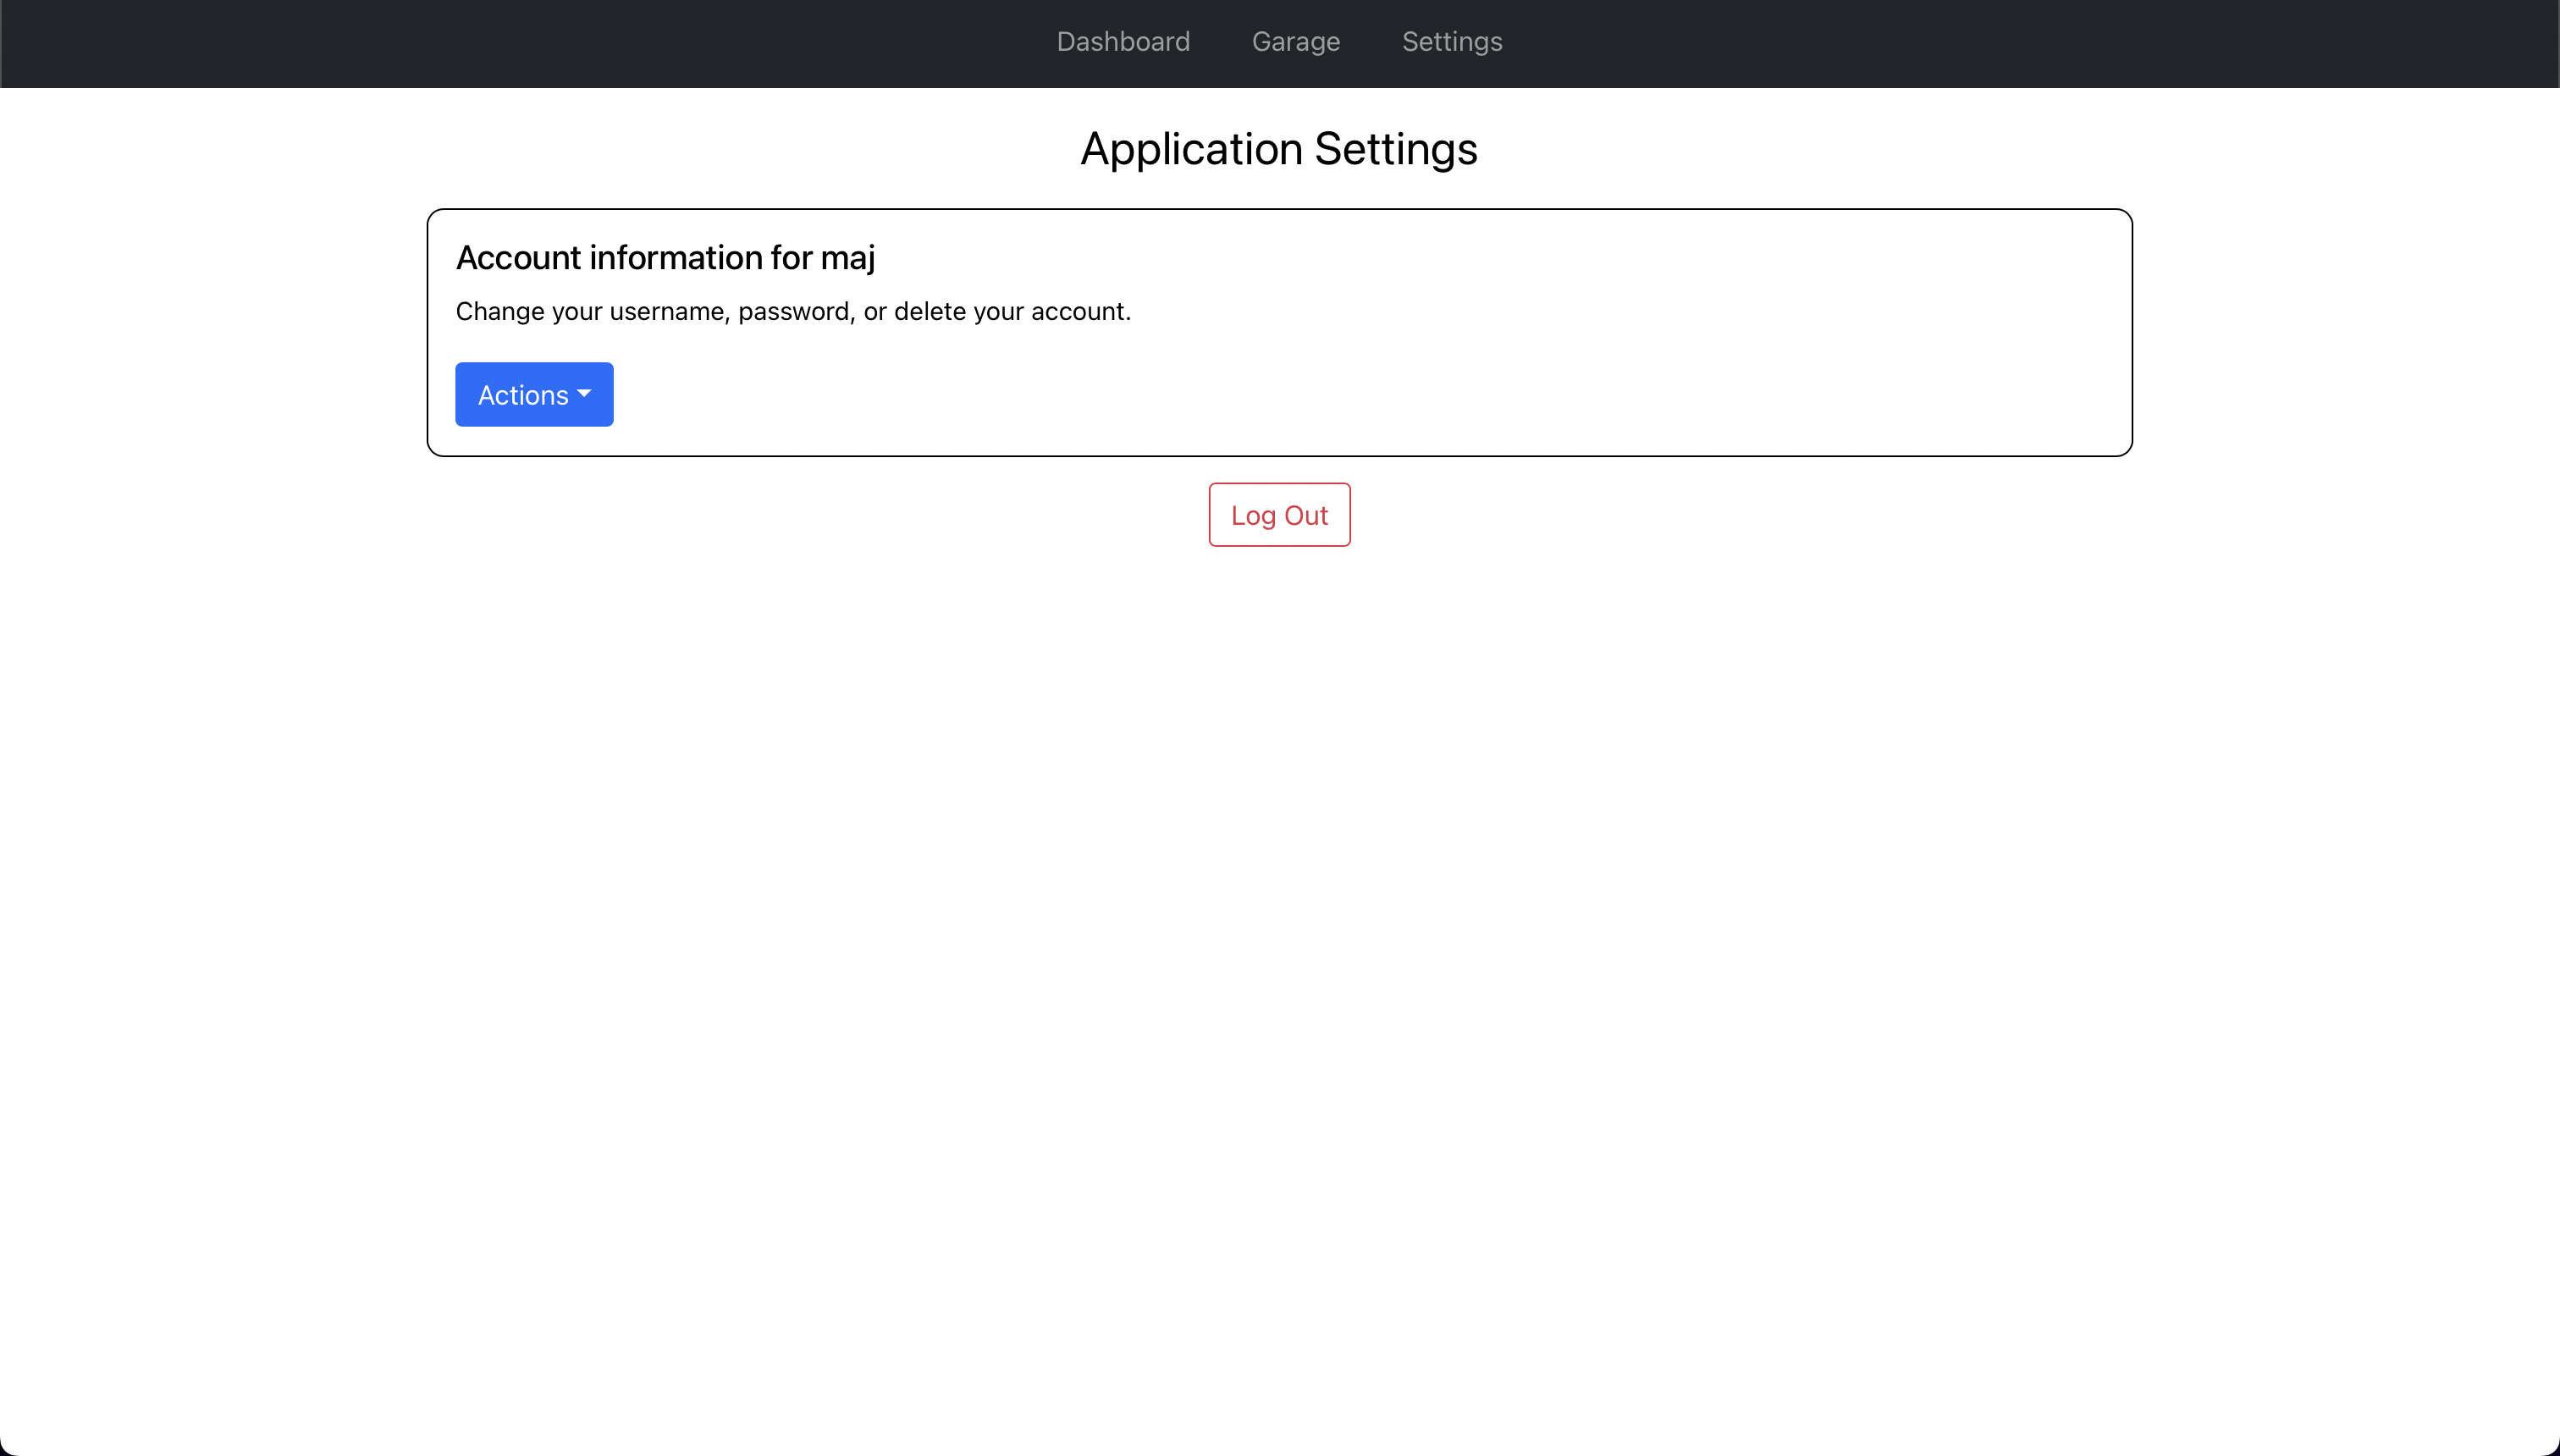 Dashboard Garage Settings
Application Settings
Account information for maj
Change your username, password, or delete your account.
Actions
Log Out